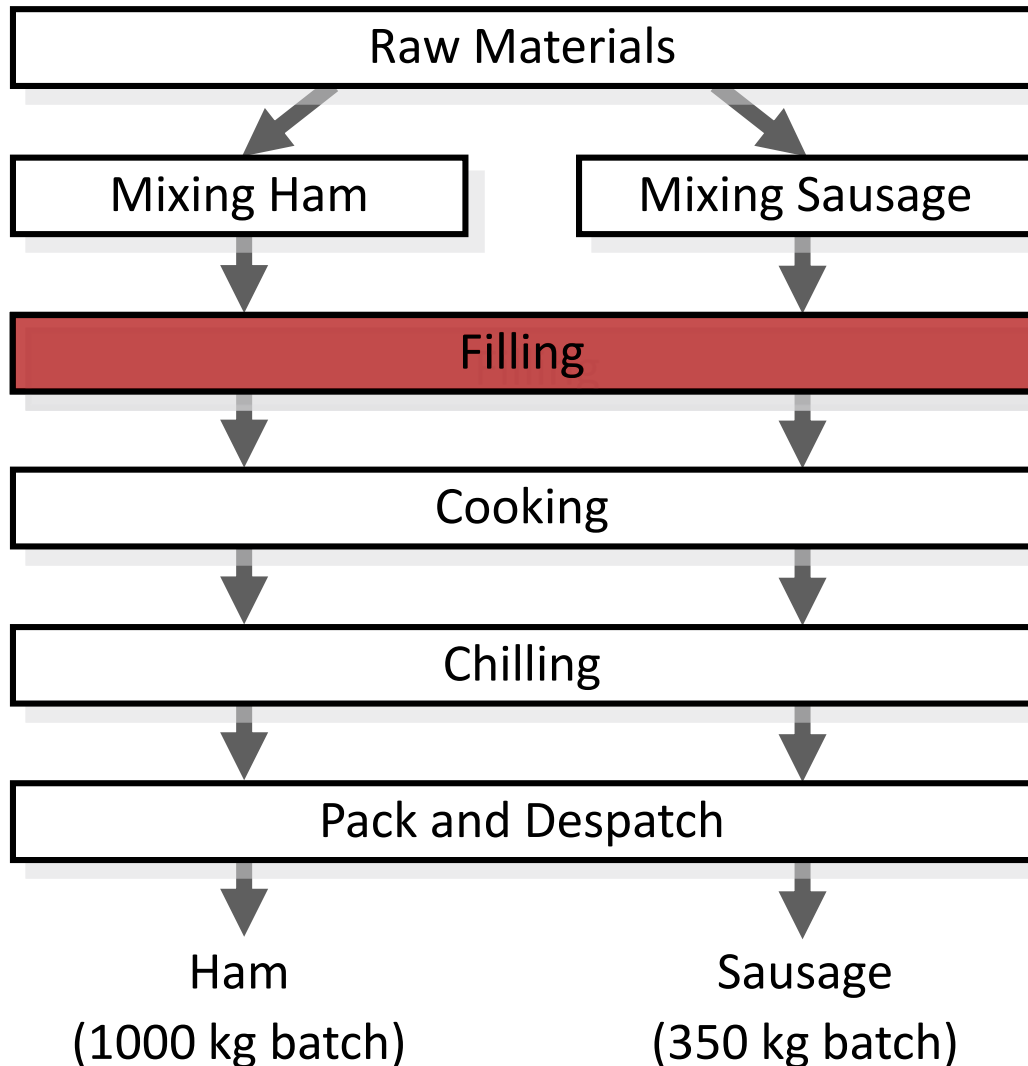 Raw Materials
Mixing Ham
Mixing Sausage
Filling
Cooking
Chilling
Pack and Despatch
Ham
(1000 kg batch)
Sausage
(350 kg batch)